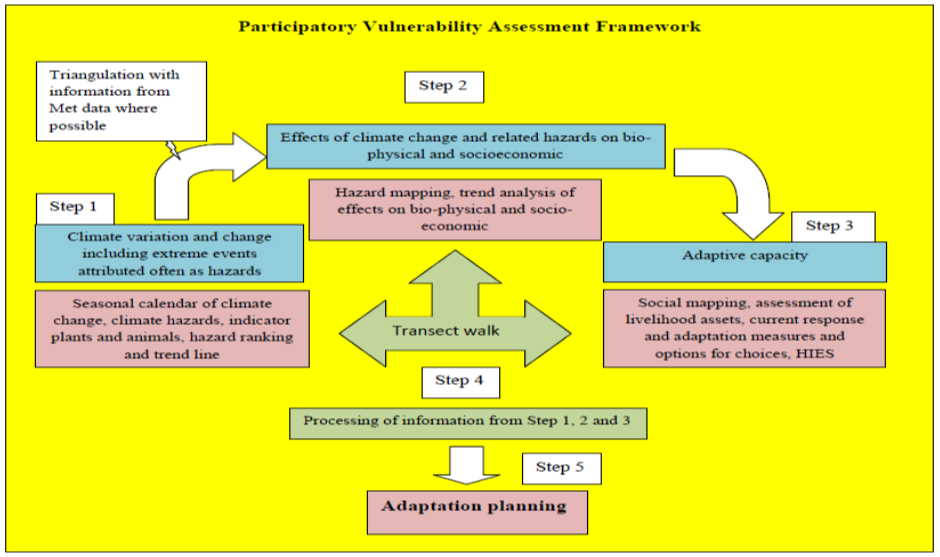 Participatory Vulnerability Assessment Framework
Triangulation with
information from
Met data where
possible
Step 2
Effects of climate change and related hazards on bio-
physical and socioeconomic
Hazard mapping, trend analysis of
effects on bio-physical and socio-
economic
Step 1
Climate variation and change
including extreme events
attributed often as hazards
Seasonal calendar of climate
change, climate hazards, indicator
plants and animals, hazard ranking
and trend line
Step 3
Adaptive capacity
Social mapping, assessment of
livelihood assets, current response
and adaptation measures and
options for choices, HIES
Transect walk
Step 4
Processing of information from Step 1, 2 and 3
Step 5
Adaptation planning